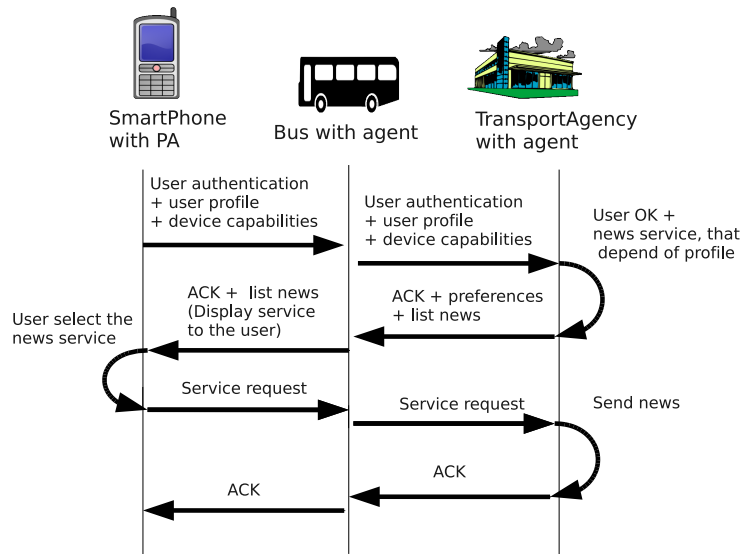 SmartPhone
with PA
Bus with agent
TransportAgency
with agent
User authentication
+ user profile
+ device capabilities
User authentication
+ user profile
+ device capabilities
User OK +
news service, that
depend of profile
ACK + list news
(Display service
to the user)
ACK + preferences
+ list news
User select the
news service
Service request
Service request
Send news
ACK
ACK